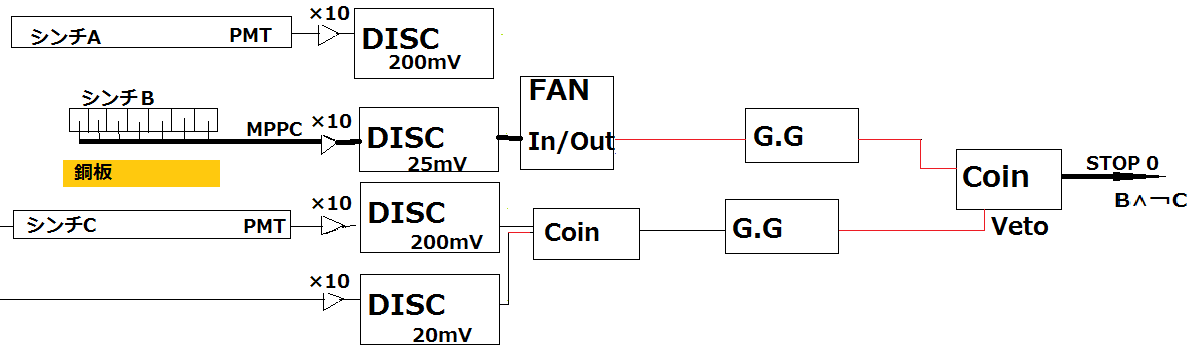 ×10
シンチA PMT
DISC
200mV
シンチB
×10
MPPC
DISC
25mV
FAN
In/Out
G.G
銅板
Coin
STOP 0
B∧￢C
Veto
×10
シンチC PMT
DISC
200mV
Coin
G.G
×10
DISC
20mV